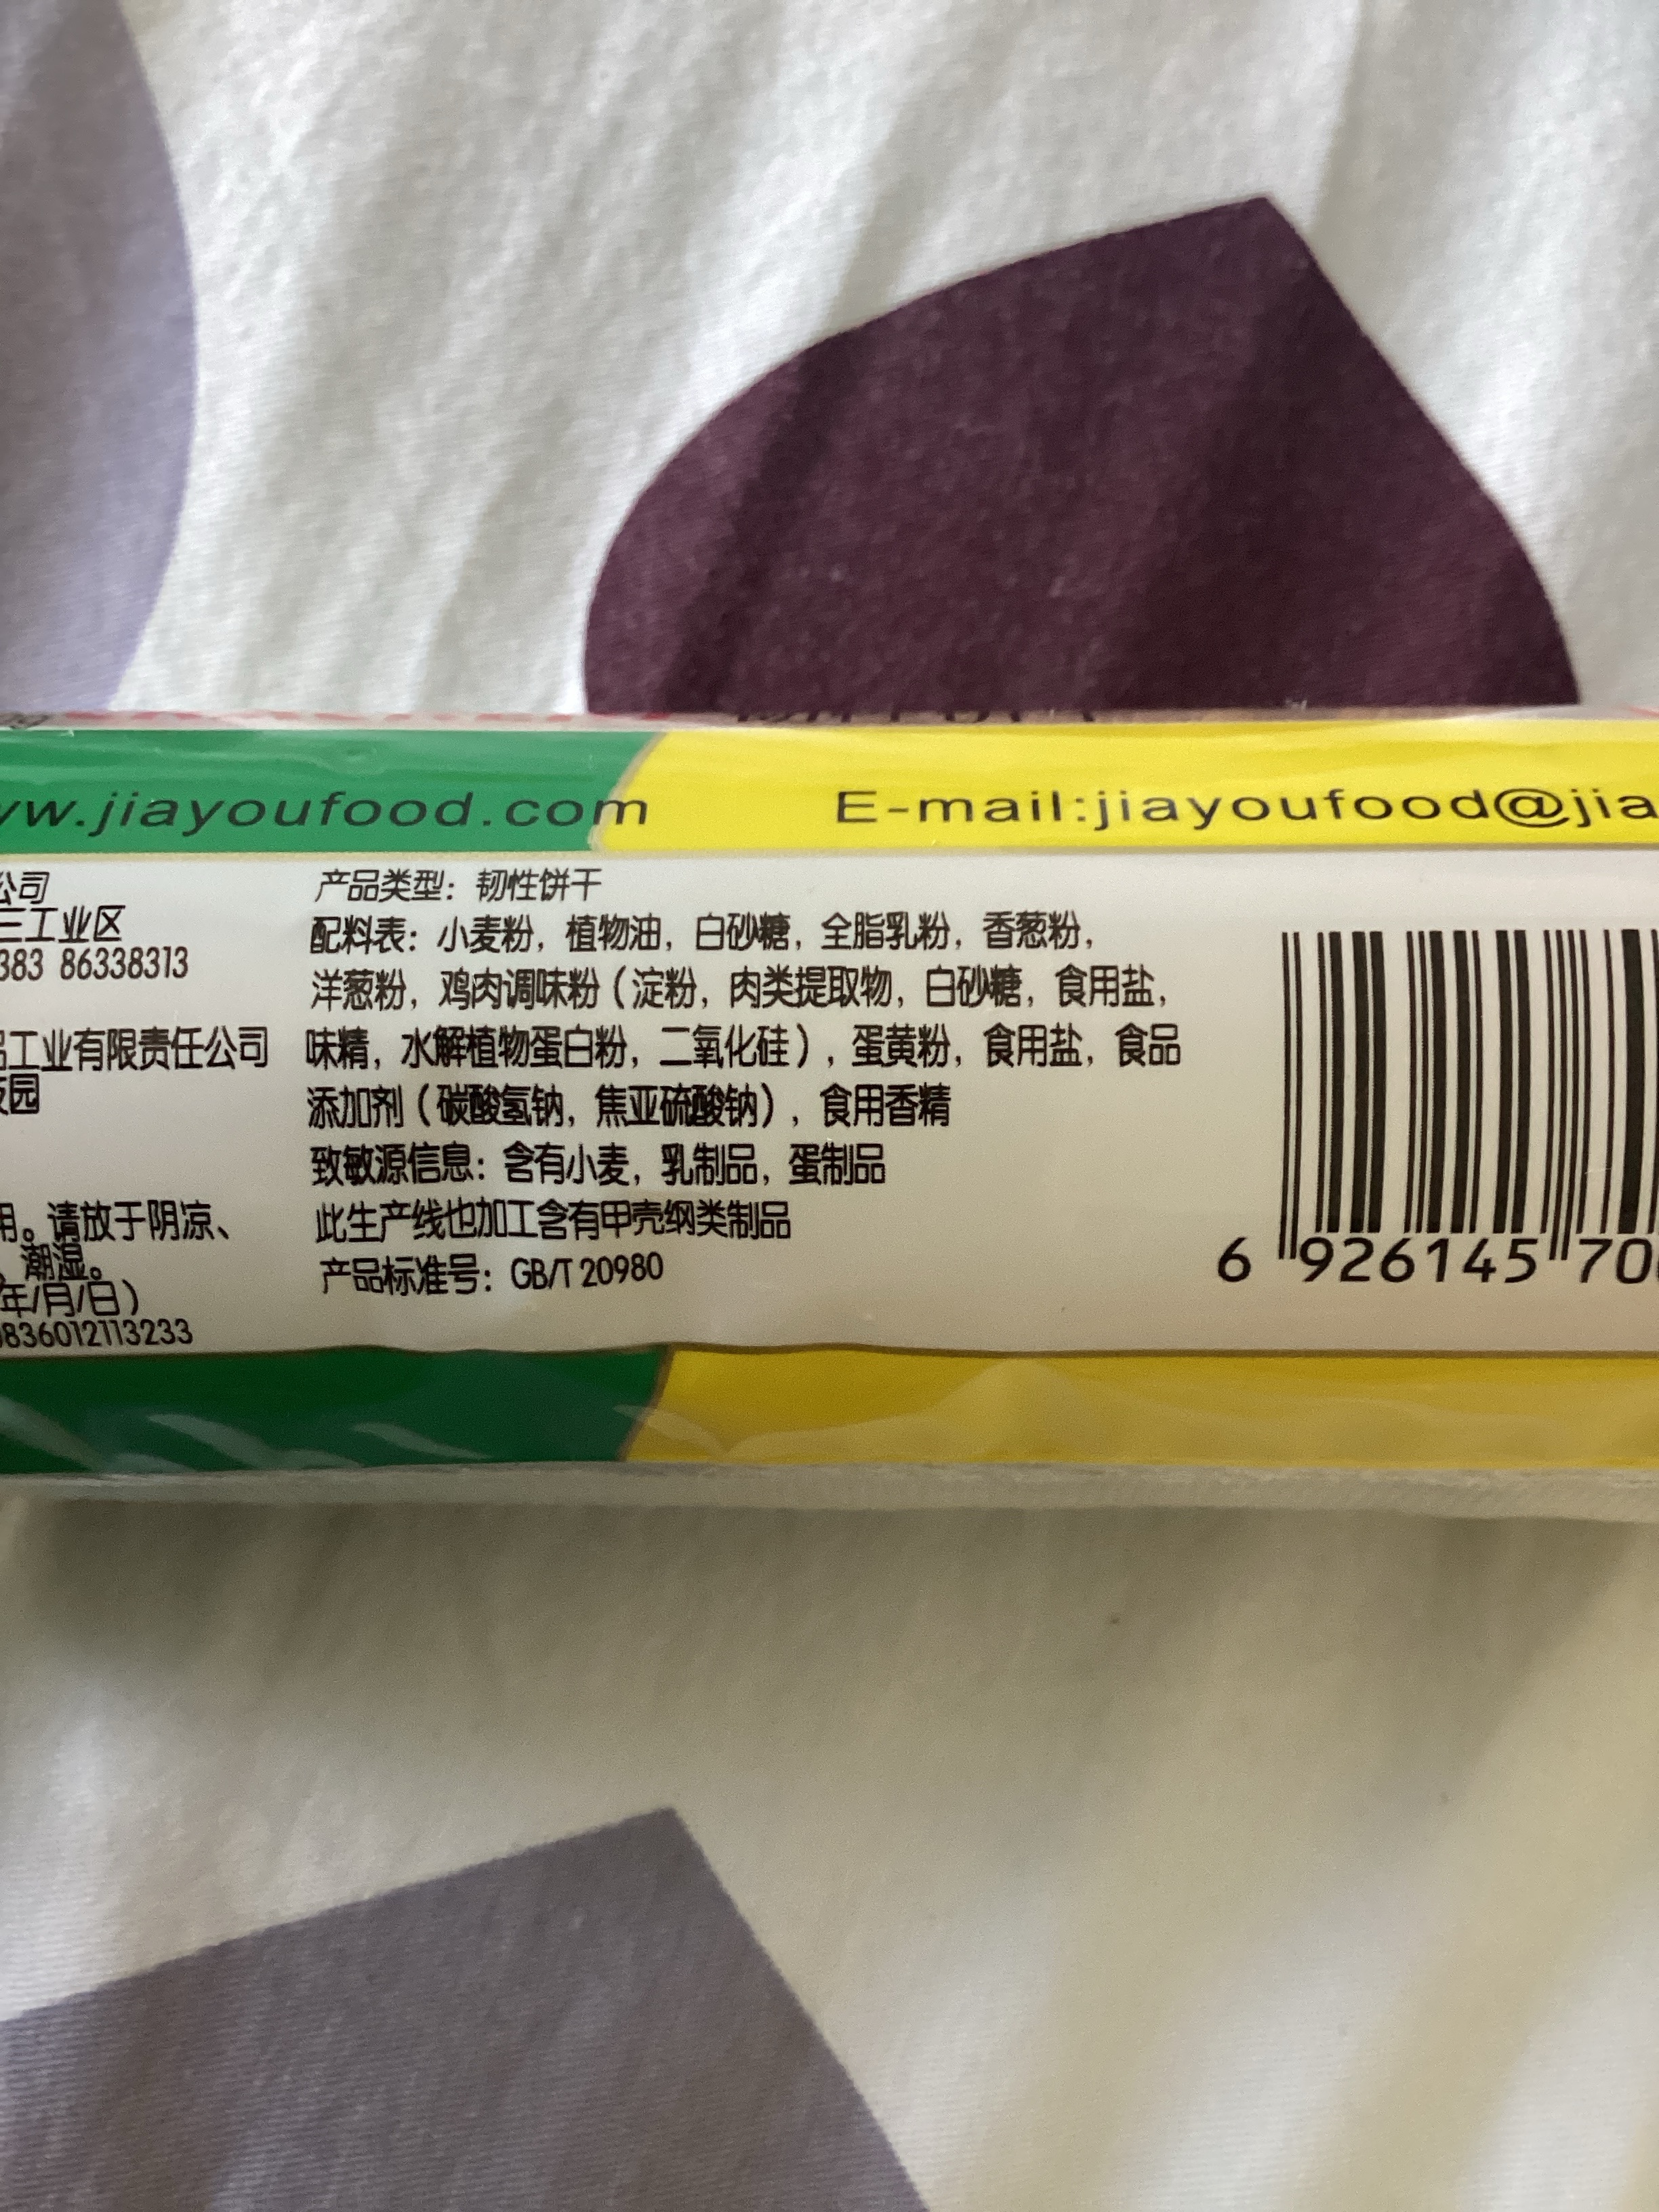 w.jiayoufood.com
E-mail:jiayoufood@jia
公司
三工业区
383 86338313
工业有限责任公司
园
用。请放于阴凉、
潮湿。
年/月/日）
0836012113233
产品类型：韧性饼干
配料表：小麦粉，植物油，白砂糖，全脂乳粉，香葱粉，
洋葱粉，鸡肉调味粉（淀粉，肉类提取物，白砂糖，食用盐，
味精，水解植物蛋白粉，二氧化硅），蛋黄粉，食用盐，食品
添加剂（碳酸氢钠，焦亚硫酸钠），食用香精
致敏源信息：含有小麦，乳制品，蛋制品
此生产线也加工含有甲壳纲类制品
产品标准号：GB/T 20980
6 926145 70